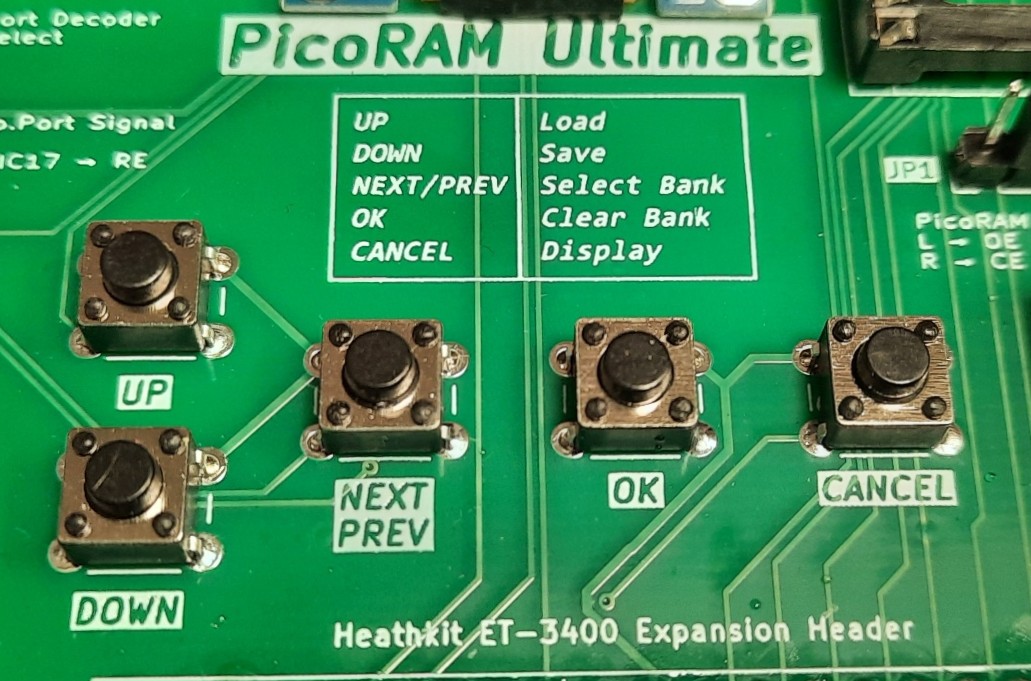 ort Decoder
elect
PicoRAM Ultimate
o.Port Signal
IC17 → RE
UP Load
DOWN Save
NEXT/PREV Select Bank
OK Clear Bank
CANCEL Display
JP1
PicoRAM
L → OE
R → CE
UP
NEXT
PREV
OK
CANCEL
DOWN
Heathkit ET-3400 Expansion Header